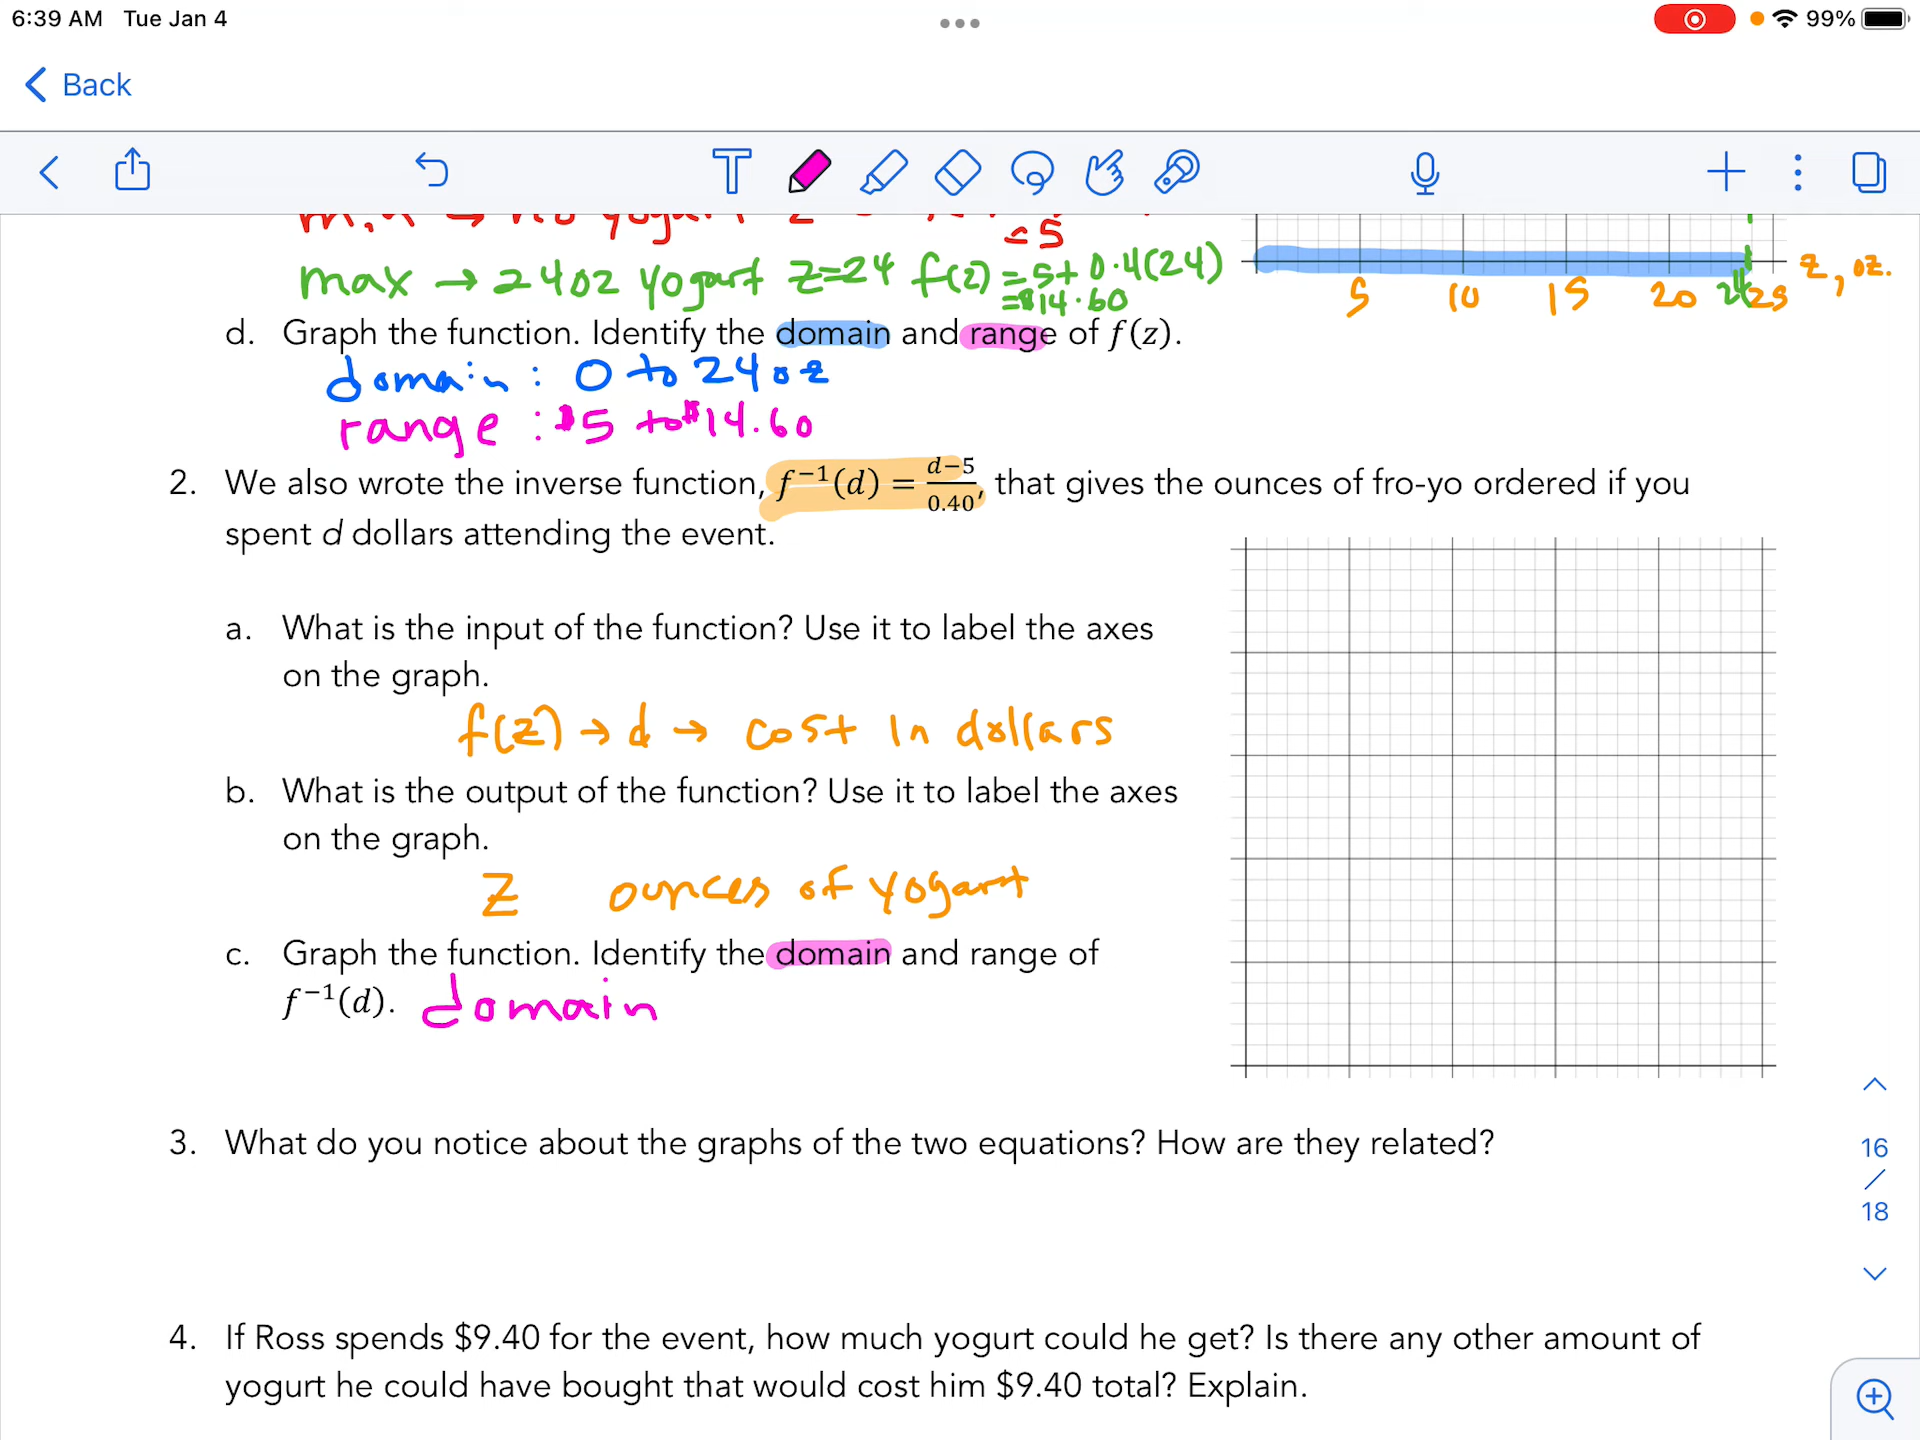 6:39 AM Tue Jan 4
99%
Back
no yogurt z
= 5
max → 24oz yogurt z=24 f(z) = 5+ 0.4(24)
=$14.60
5 10 15 20 24 25 z, oz.
d. Graph the function. Identify the domain and range of f(z).
domain: 0 to 24 oz
range: $5 to $14.60
2. We also wrote the inverse function, f⁻¹(d) = (d−5)/0.40, that gives the ounces of fro-yo ordered if you
spent d dollars attending the event.
a. What is the input of the function? Use it to label the axes
on the graph.
f(z) → d → cost in dollars
b. What is the output of the function? Use it to label the axes
on the graph.
z ounces of yogart
c. Graph the function. Identify the domain and range of
f⁻¹(d). domain
3. What do you notice about the graphs of the two equations? How are they related?
16
/
18
4. If Ross spends $9.40 for the event, how much yogurt could he get? Is there any other amount of
yogurt he could have bought that would cost him $9.40 total? Explain.